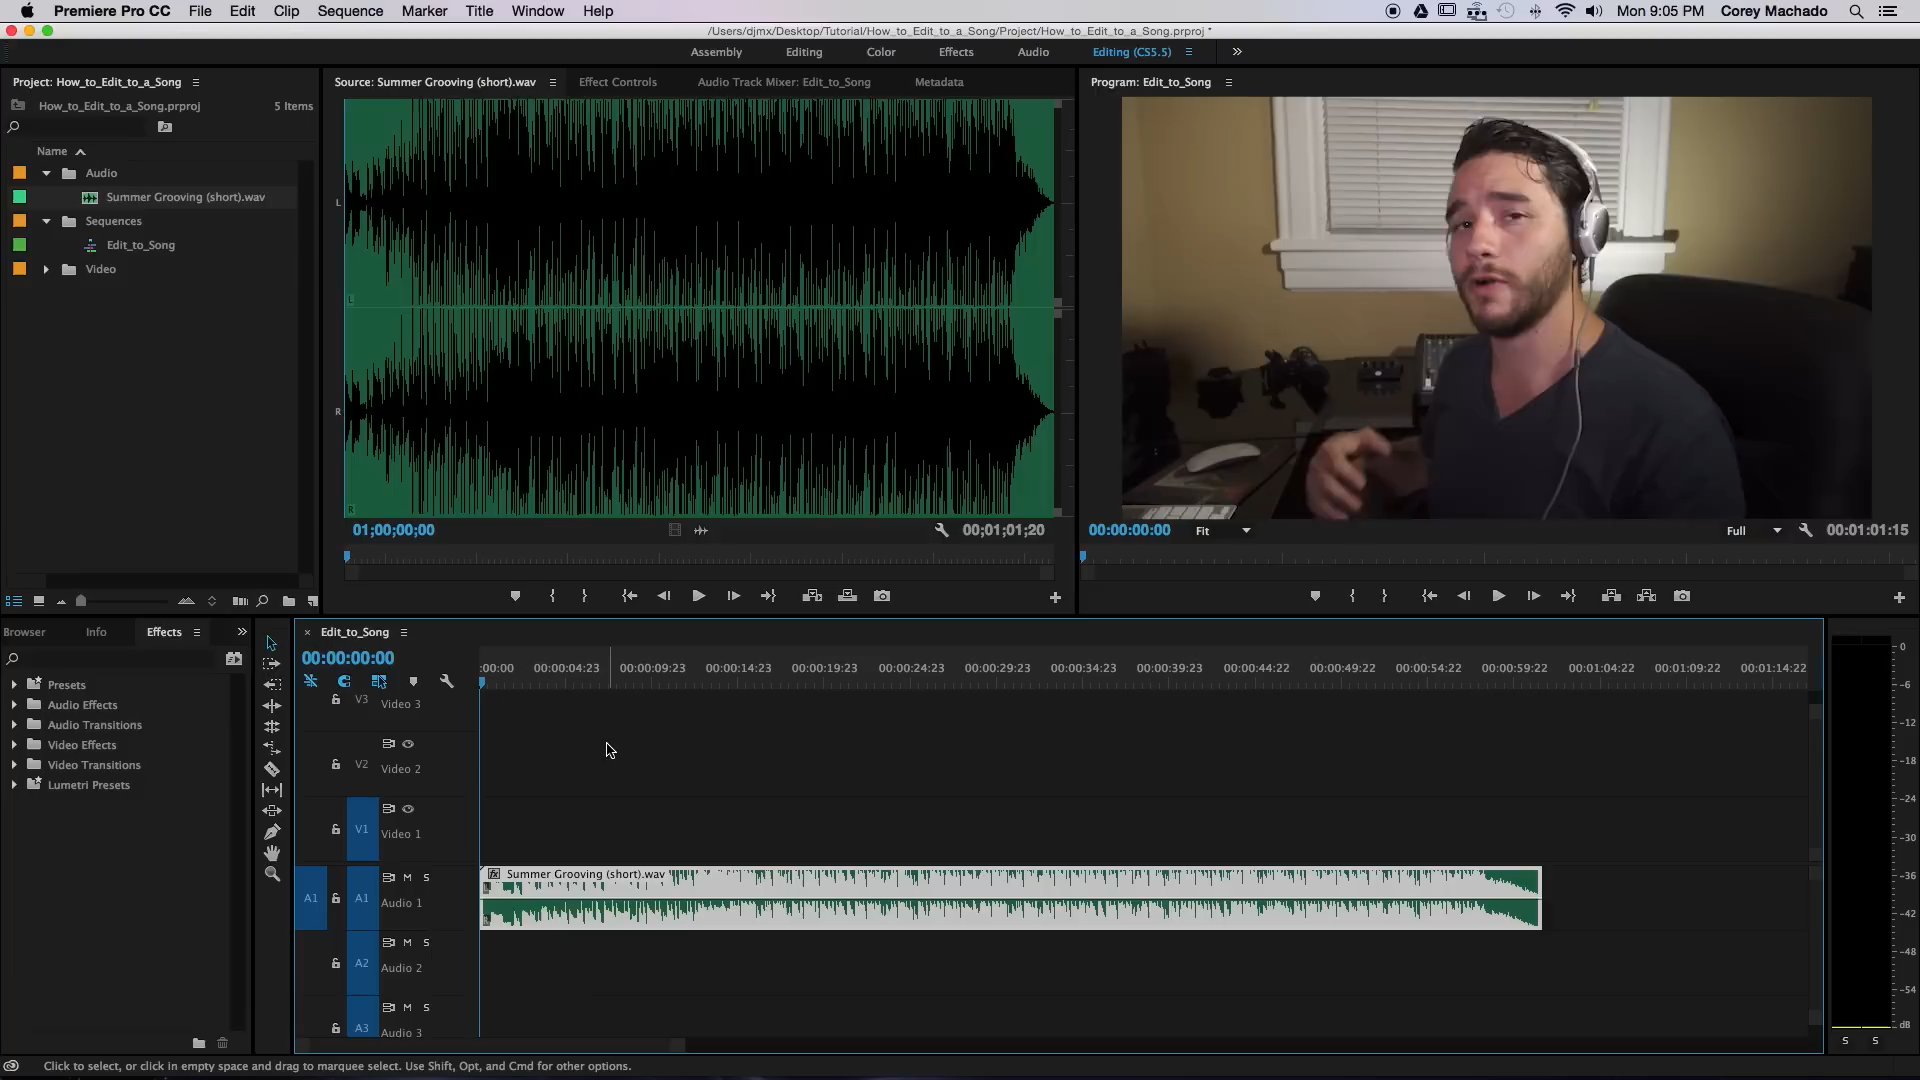 Premiere Pro CC File Edit Clip Sequence Marker Title Window Help Mon 9:05 PM Corey Machado
/Users/djmx/Desktop/Tutorial/How_to_Edit_to_a_Song/Project/How_to_Edit_to_a_Song.prproj *
Assembly Editing Color Effects Audio Editing (CS5.5)
Project: How_to_Edit_to_a_Song
How_to_Edit_to_a_Song.prproj 5 Items
Name
Audio
Summer Grooving (short).wav
Sequences
Edit_to_Song
Video
Source: Summer Grooving (short).wav Effect Controls Audio Track Mixer: Edit_to_Song Metadata
L
L
R
R
01;00;00;00 00;01;01;20
Program: Edit_to_Song
00:00:00:00 Fit Full 00:01:01:15
Browser Info Effects
Presets
Audio Effects
Audio Transitions
Video Effects
Video Transitions
Lumetri Presets
Edit_to_Song
00:00:00:00
:00:00 00:00:04:23 00:00:09:23 00:00:14:23 00:00:19:23 00:00:24:23 00:00:29:23 00:00:34:23 00:00:39:23 00:00:44:22 00:00:49:22 00:00:54:22 00:00:59:22 00:01:04:22 00:01:09:22 00:01:14:22
V3 Video 3
V2 Video 2
V1 Video 1
Summer Grooving (short).wav
A1 A1 M S
Audio 1
M S
A2 Audio 2
M S
A3 Audio 3
0
-6
-12
-18
-24
-30
-36
-42
-48
-54
dB
S S
Click to select, or click in empty space and drag to marquee select. Use Shift, Opt, and Cmd for other options.